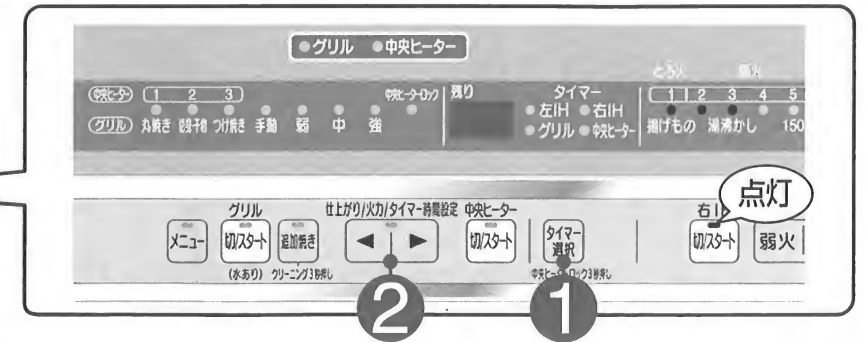 グリル 中央ヒーター
とろ火
中央ヒーター 1 2 3 中央ヒーターロック 残り タイマー 1 2 3 4 5
左IH 右IH
グリル 丸焼き 切身・干物 つけ焼き 手動 弱 中 強 グリル 中央ヒーター 揚げもの 湯沸かし 150
点灯
グリル 仕上がり/火力/タイマー時間設定 中央ヒーター 右IH
メニュー 切/スタート 追加焼き ◀ ▶ 切/スタート タイマー選択 切/スタート 弱火
(水あり) クリーニング3秒押し 中央ヒーターロック3秒押し
2 1